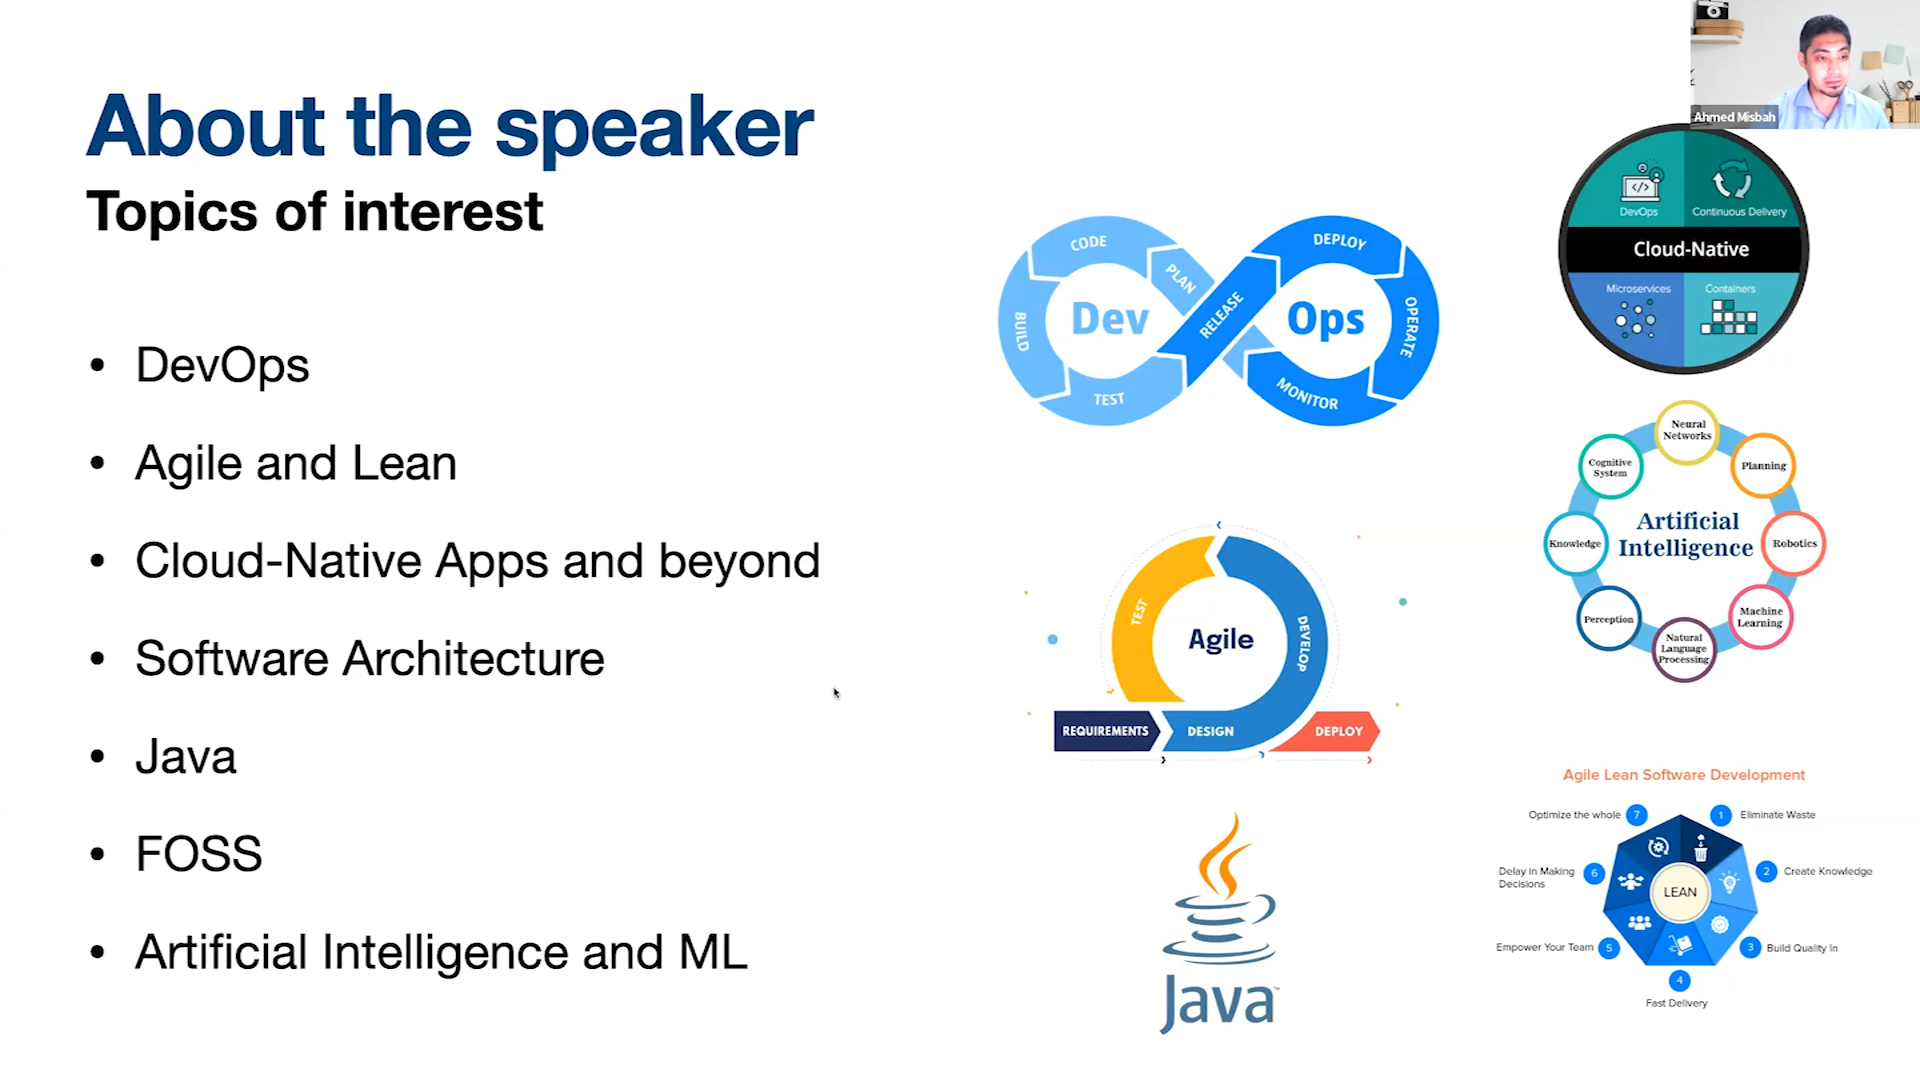 About the speaker
Topics of interest
• DevOps
• Agile and Lean
• Cloud-Native Apps and beyond
• Software Architecture
• Java
• FOSS
• Artificial Intelligence and ML
CODE
PLAN
BUILD
TEST
RELEASE
DEPLOY
OPERATE
MONITOR
Dev
Ops
Ahmed Misbah
DevOps
Continuous Delivery
Cloud-Native
Microservices
Containers
Neural
Networks
Planning
Robotics
Machine
Learning
Natural
Language
Processing
Perception
Knowledge
Cognitive
System
Artificial
Intelligence
TEST
Agile
DEVELOP
REQUIREMENTS
DESIGN
DEPLOY
Java™
Agile Lean Software Development
Optimize the whole 7
1 Eliminate Waste
Delay in Making
Decisions
6
2 Create Knowledge
LEAN
Empower Your Team 5
3 Build Quality In
4
Fast Delivery